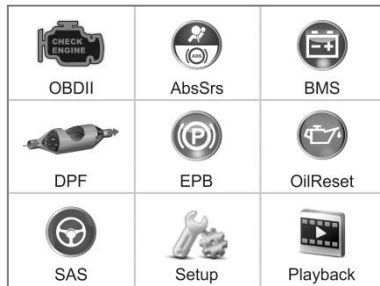 CHECK
ENGINE
OBDII
ABS
AbsSrs
BMS
DPF
P
EPB
OilReset
SAS
Setup
Playback